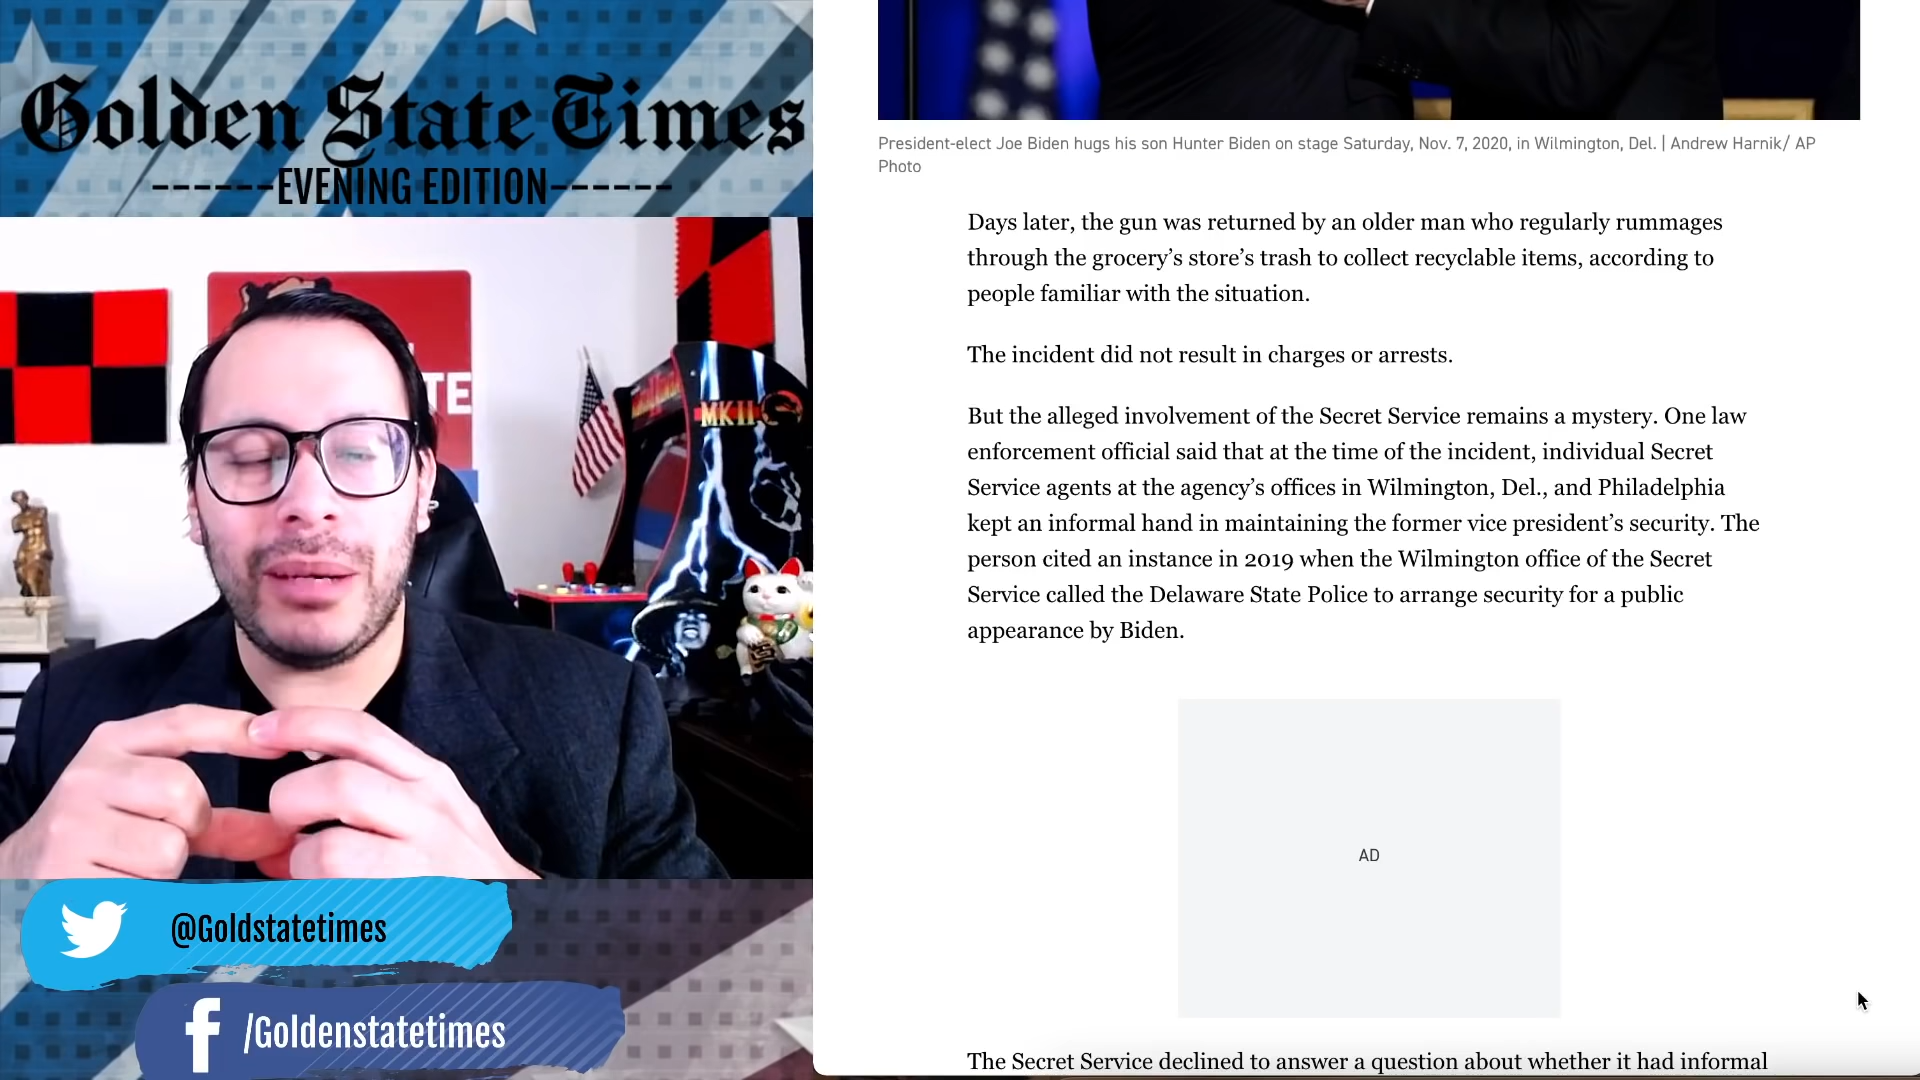 Golden State Times
------EVENING EDITION------
TE
MKII
@Goldstatetimes
/Goldenstatetimes
President-elect Joe Biden hugs his son Hunter Biden on stage Saturday, Nov. 7, 2020, in Wilmington, Del. | Andrew Harnik/ AP
Photo
Days later, the gun was returned by an older man who regularly rummages
through the grocery’s store’s trash to collect recyclable items, according to
people familiar with the situation.
The incident did not result in charges or arrests.
But the alleged involvement of the Secret Service remains a mystery. One law
enforcement official said that at the time of the incident, individual Secret
Service agents at the agency’s offices in Wilmington, Del., and Philadelphia
kept an informal hand in maintaining the former vice president’s security. The
person cited an instance in 2019 when the Wilmington office of the Secret
Service called the Delaware State Police to arrange security for a public
appearance by Biden.
AD
The Secret Service declined to answer a question about whether it had informal